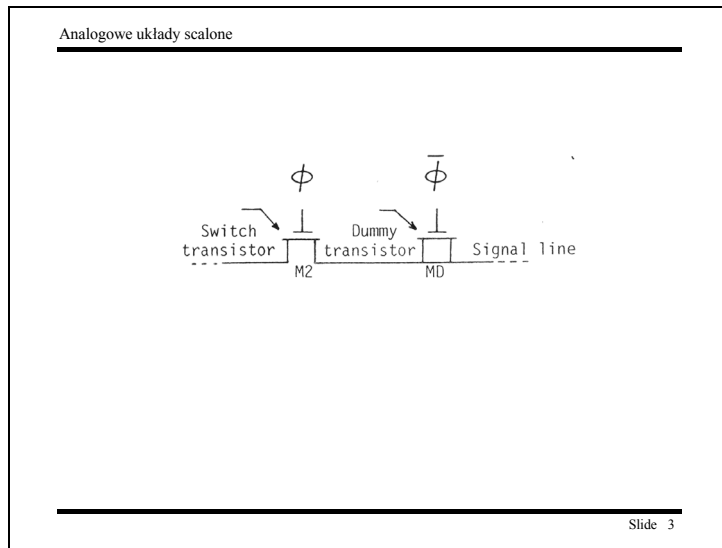 Analogowe układy scalone
ϕ ϕ̅
Switch transistor
M2
Dummy transistor
MD
Signal line
Slide 3